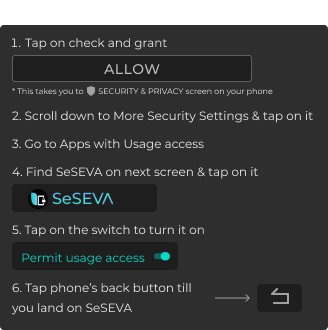 1. Tap on check and grant
ALLOW
* This takes you to SECURITY & PRIVACY screen on your phone
2. Scroll down to More Security Settings & tap on it
3. Go to Apps with Usage access
4. Find SeSEVA on next screen & tap on it
SeSEVΛ
5. Tap on the switch to turn it on
Permit usage access
6. Tap phone's back button till
you land on SeSEVA